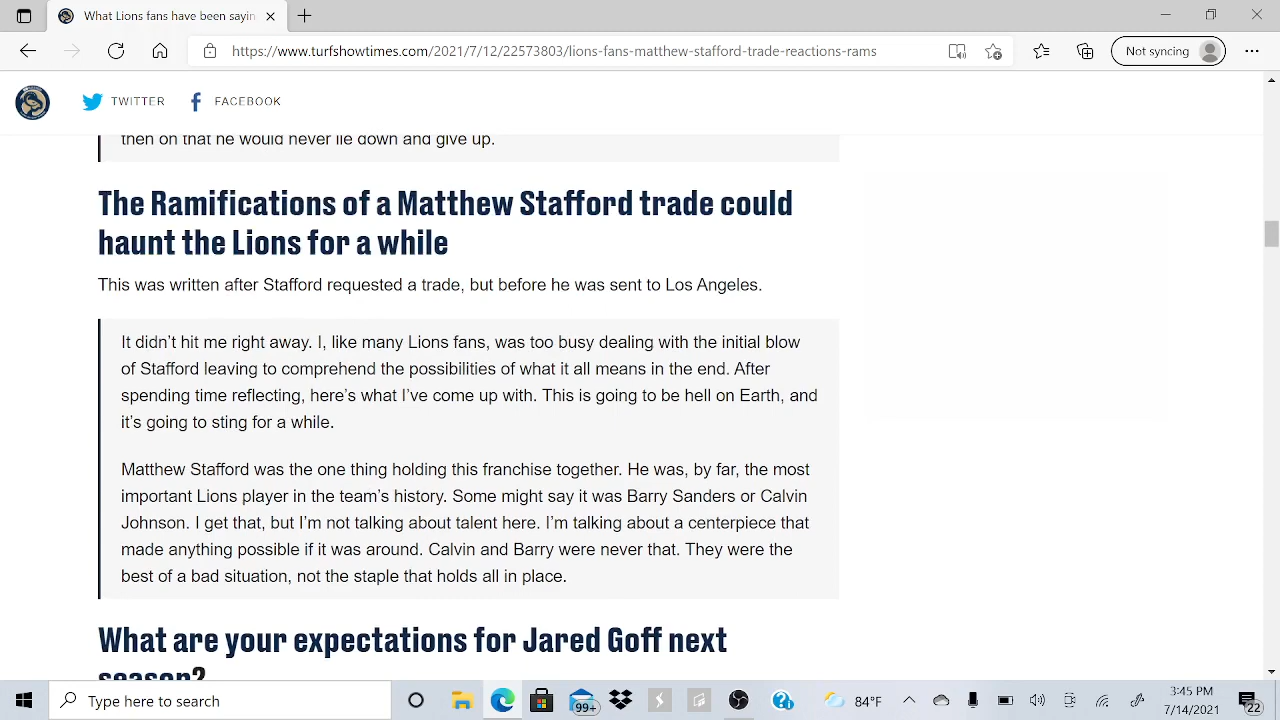 What Lions fans have been sayin
https://www.turfshowtimes.com/2021/7/12/22573803/lions-fans-matthew-stafford-trade-reactions-rams
Not syncing
TWITTER
FACEBOOK
then on that he would never lie down and give up.
The Ramifications of a Matthew Stafford trade could
haunt the Lions for a while
This was written after Stafford requested a trade, but before he was sent to Los Angeles.
It didn’t hit me right away. I, like many Lions fans, was too busy dealing with the initial blow
of Stafford leaving to comprehend the possibilities of what it all means in the end. After
spending time reflecting, here’s what I’ve come up with. This is going to be hell on Earth, and
it’s going to sting for a while.
Matthew Stafford was the one thing holding this franchise together. He was, by far, the most
important Lions player in the team’s history. Some might say it was Barry Sanders or Calvin
Johnson. I get that, but I’m not talking about talent here. I’m talking about a centerpiece that
made anything possible if it was around. Calvin and Barry were never that. They were the
best of a bad situation, not the staple that holds all in place.
What are your expectations for Jared Goff next
season?
Type here to search
99+
84°F
3:45 PM
7/14/2021
22